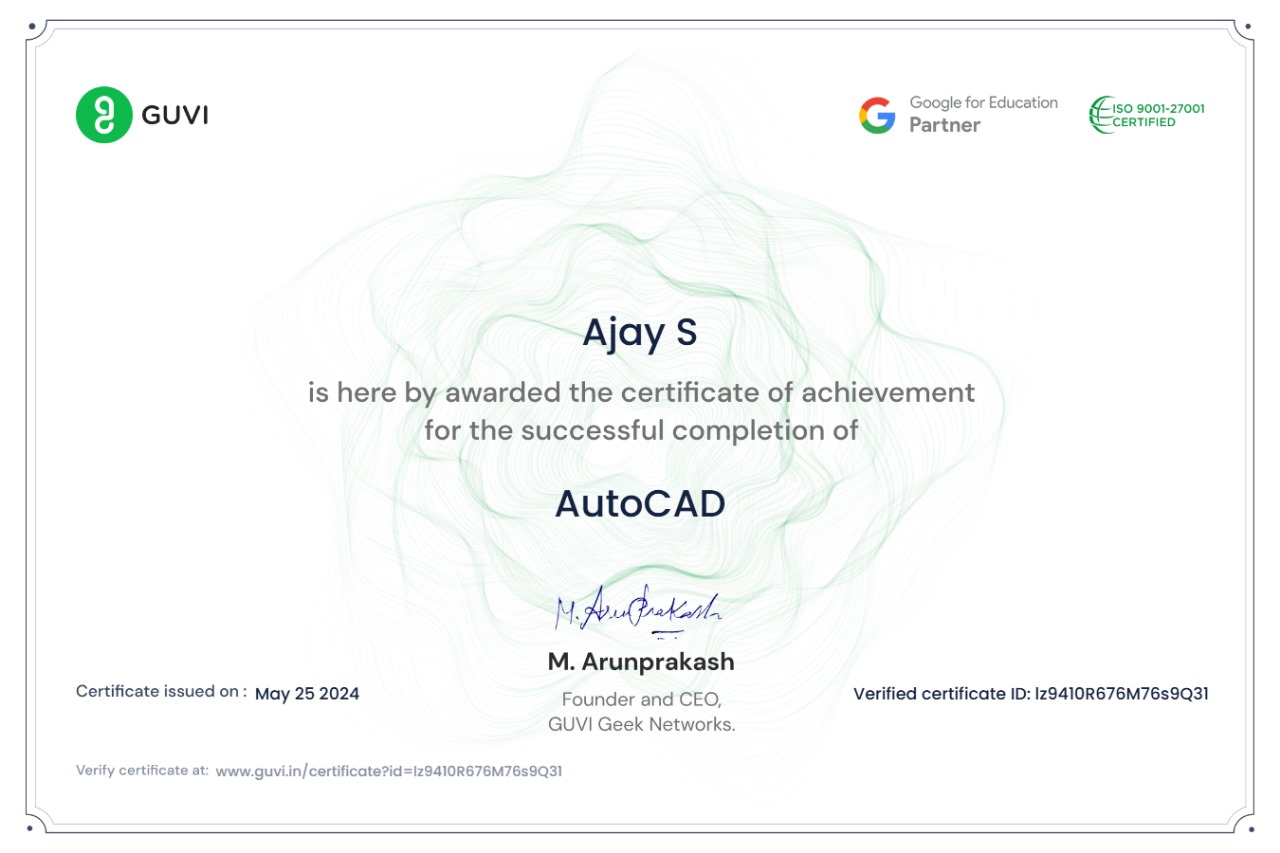 GUVI
Google for Education
Partner
ISO 9001-27001
CERTIFIED
Ajay S
is here by awarded the certificate of achievement
for the successful completion of
AutoCAD
M. Arunprakash
M. Arunprakash
Founder and CEO,
GUVI Geek Networks.
Certificate issued on : May 25 2024
Verified certificate ID: lz9410R676M76s9Q31
Verify certificate at: www.guvi.in/certificate?id=lz9410R676M76s9Q31